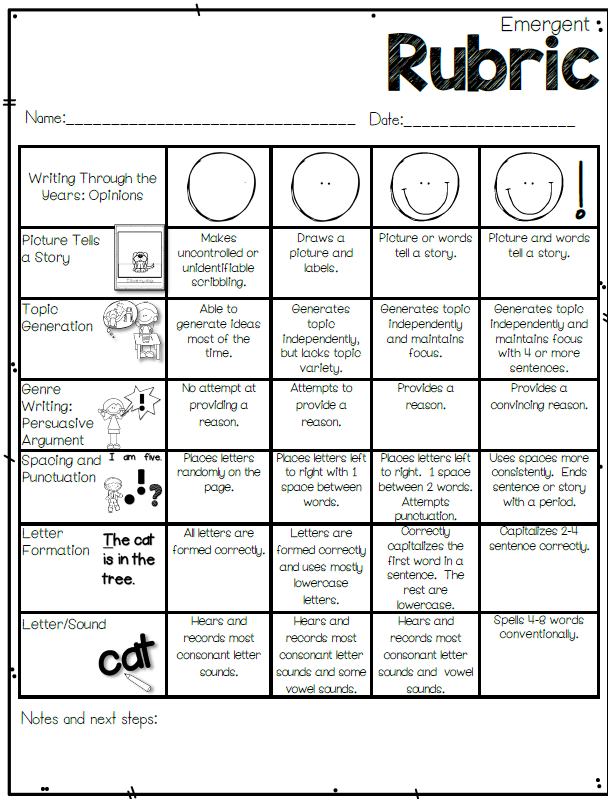 Emergent
Rubric
Name:________________________________ Date:___________________
Writing Through the
Years: Opinions
!
Picture Tells
a Story
Makes
uncontrolled or
unidentifiable
scribbling.
Draws a
picture and
labels.
Picture or words
tell a story.
Picture and words
tell a story.
Topic
Generation
Able to
generate ideas
most of the
time.
Generates
topic
independently,
but lacks topic
variety.
Generates topic
independently
and maintains
focus.
Generates topic
independently and
maintains focus
with 4 or more
sentences.
Genre
Writing:
Persuasive
Argument
!
No attempt at
providing a
reason.
Attempts to
provide a
reason.
Provides a
reason.
Provides a
convincing reason.
Spacing and
Punctuation
I am five.
.!?
Places letters
randomly on the
page.
Places letters left
to right with 1
space between
words.
Places letters left
to right. 1 space
between 2 words.
Attempts
punctuation.
Uses spaces more
consistently. Ends
sentence or story
with a period.
Letter
Formation
The cat
is in the
tree.
All letters are
formed correctly.
Letters are
formed correctly
and uses mostly
lowercase
letters.
Correctly
capitalizes the
first word in a
sentence. The
rest are
lowercase.
Capitalizes 2-4
sentence correctly.
Letter/Sound
cat
Hears and
records most
consonant letter
sounds.
Hears and
records most
consonant letter
sounds and some
vowel sounds.
Hears and
records most
consonant letter
sounds and vowel
sounds.
Spells 4-8 words
conventionally.
Notes and next steps: